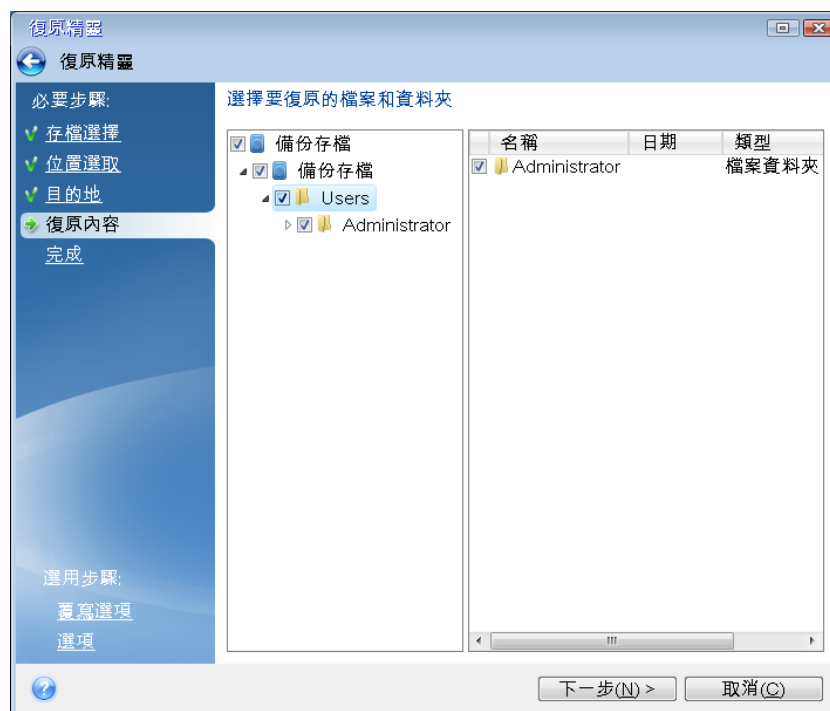 復原精靈
復原精靈
必要步驟:
存檔選擇
位置選取
目的地
復原內容
完成
選用步驟:
覆寫選項
選項
選擇要復原的檔案和資料夾
備份存檔
備份存檔
Users
Administrator
名稱 日期 類型
Administrator 檔案資料夾
下一步(N) > 取消(C)